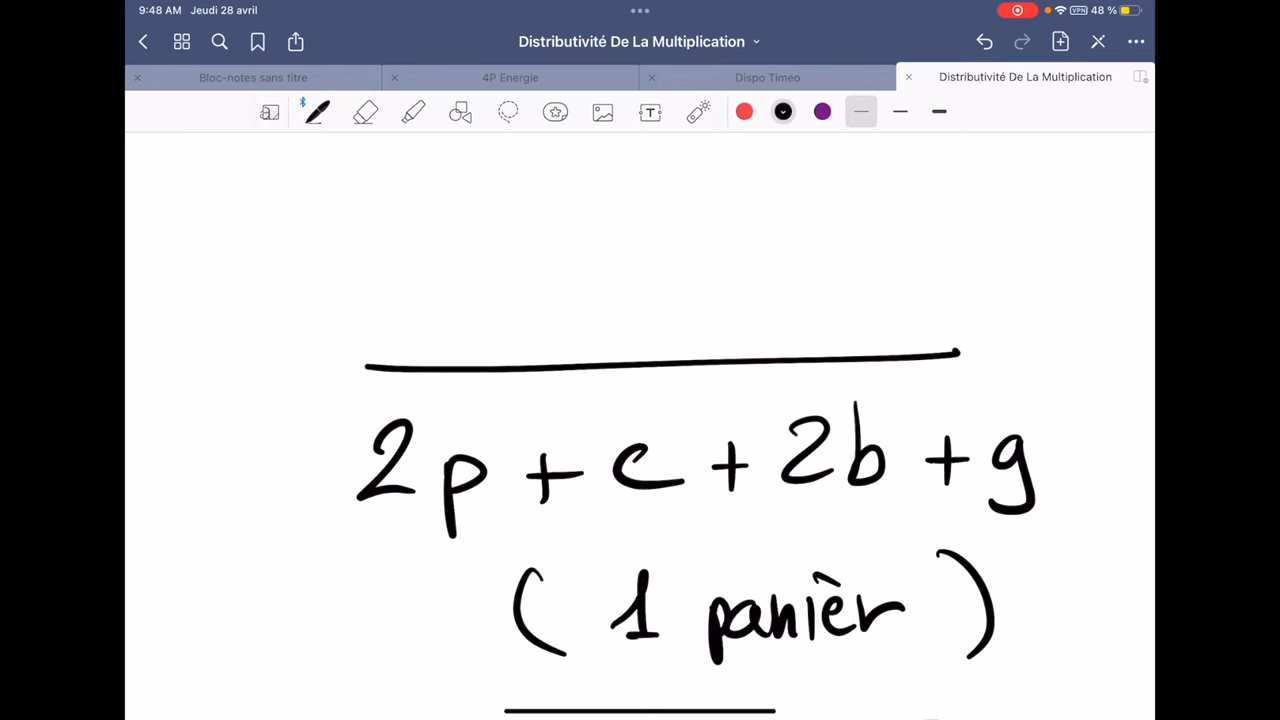 9:48 AM Jeudi 28 avril
VPN 48 %
Distributivité De La Multiplication
Bloc-notes sans titre
4P Energie
Dispo Timeo
Distributivité De La Multiplication
2p + c + 2b + g
( 1 panièr )